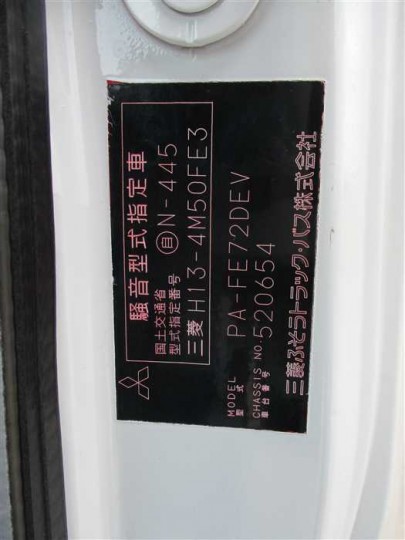 騒音型式指定車
国土交通省
型式指定番号 自N-445
三菱 H13-4M50FE3
MODEL
型式 PA-FE72DEV
CHASSIS NO.
車台番号 520654
三菱ふそうトラック・バス株式会社